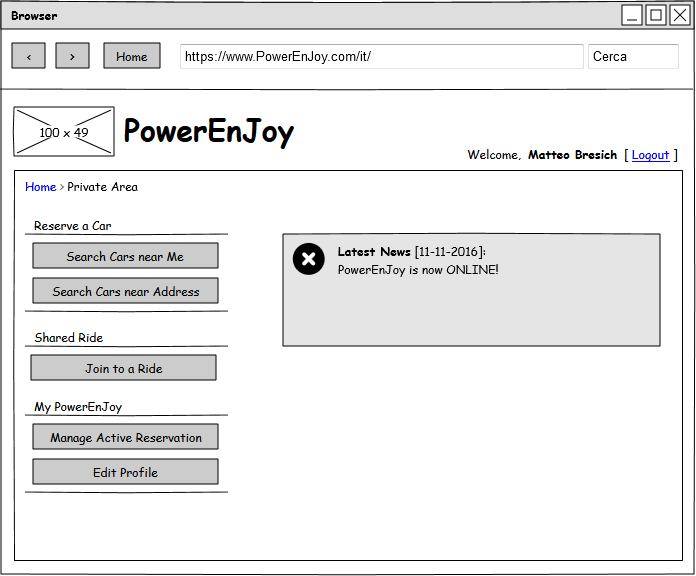 Browser
< > Home https://www.PowerEnJoy.com/it/ Cerca
100 x 49
PowerEnJoy
Welcome, Matteo Bresich [ Logout ]
Home > Private Area
Reserve a Car
Search Cars near Me
Search Cars near Address
Shared Ride
Join to a Ride
My PowerEnJoy
Manage Active Reservation
Edit Profile
Latest News [11-11-2016]:
PowerEnJoy is now ONLINE!